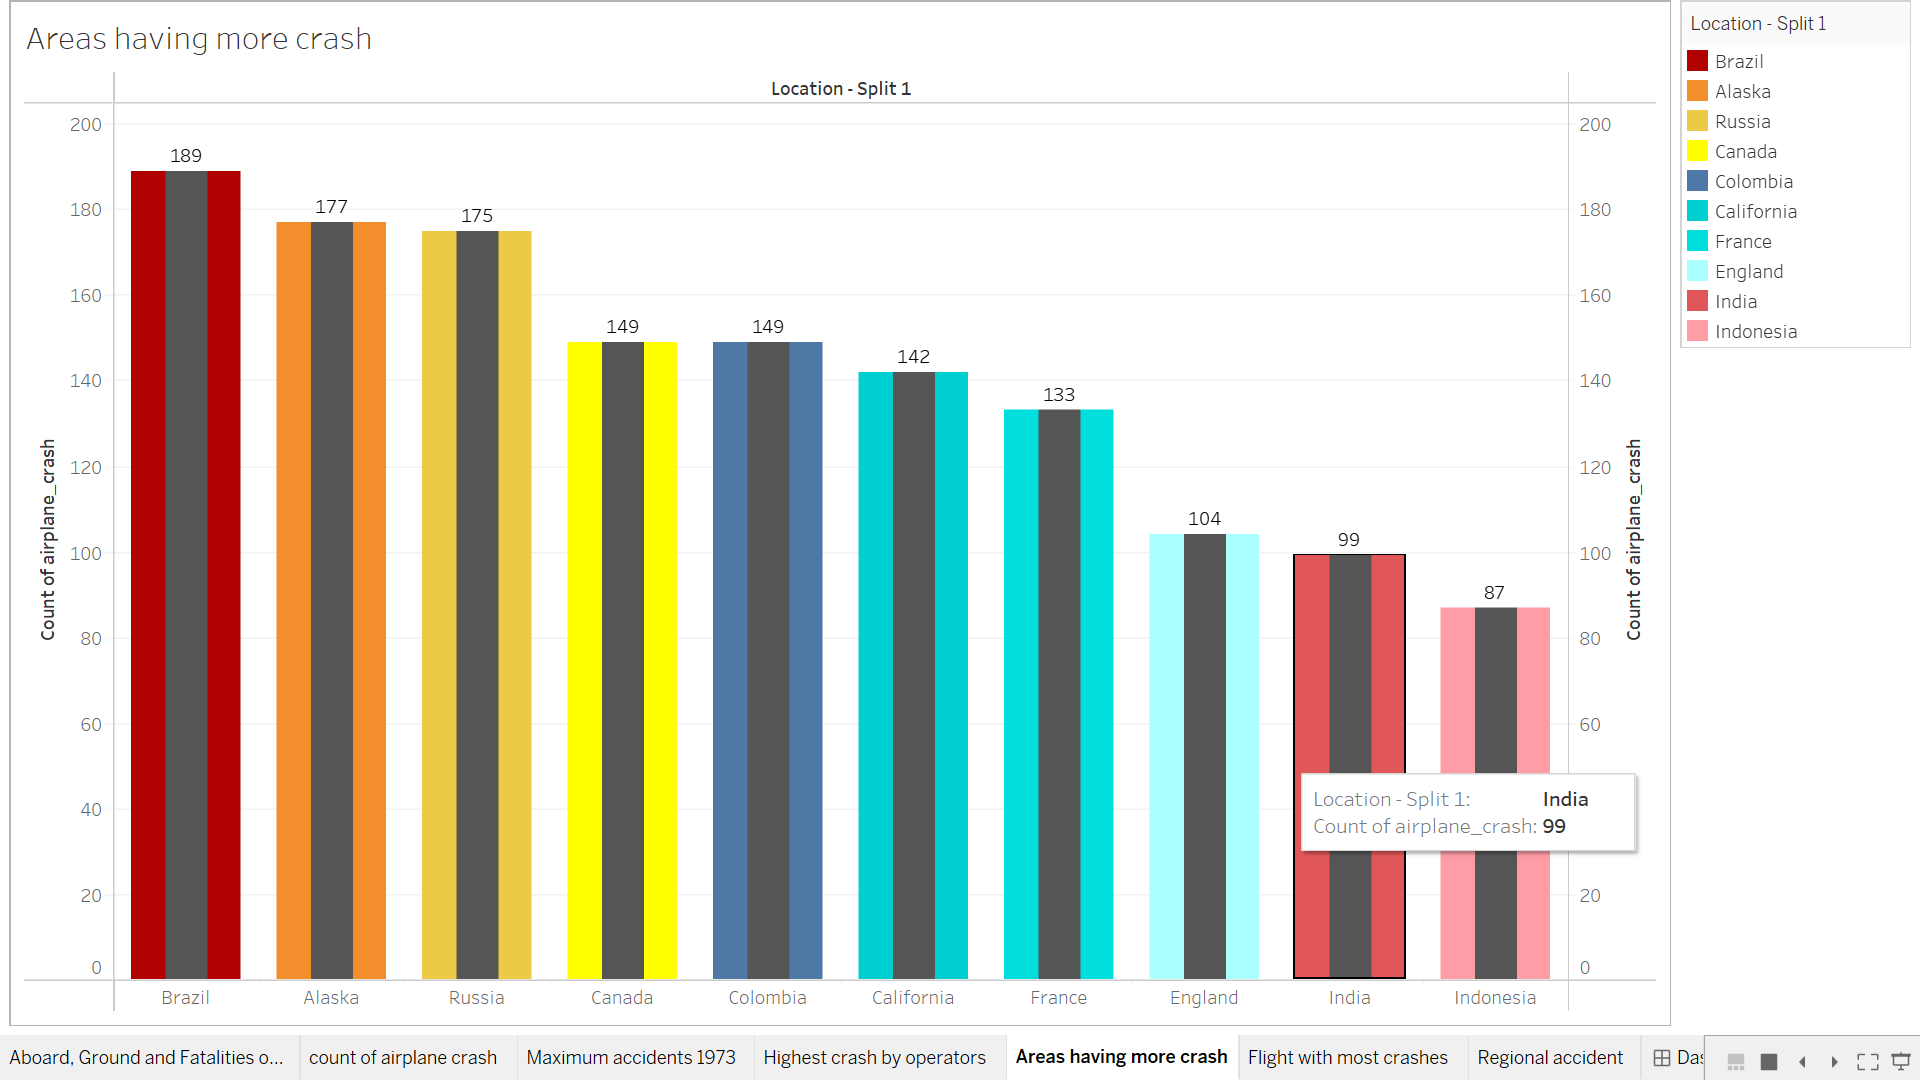 Areas having more crash
Location - Split 1
Count of airplane_crash
200
180
160
140
120
100
80
60
40
20
0
189
177
175
149
149
142
133
104
99
87
200
180
160
140
120
100
80
60
40
20
0
Count of airplane_crash
Location - Split 1: India
Count of airplane_crash: 99
Brazil
Alaska
Russia
Canada
Colombia
California
France
England
India
Indonesia
Location - Split 1
Brazil
Alaska
Russia
Canada
Colombia
California
France
England
India
Indonesia
Aboard, Ground and Fatalities o...
count of airplane crash
Maximum accidents 1973
Highest crash by operators
Areas having more crash
Flight with most crashes
Regional accident